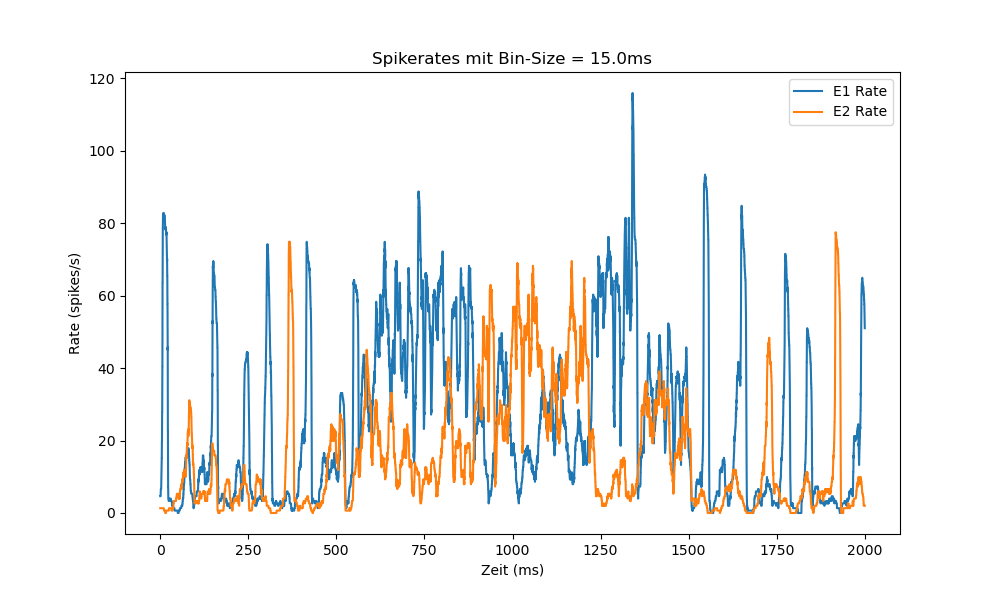 Spikerates mit Bin-Size = 15.0ms
120
100
80
60
40
20
0
Rate (spikes/s)
E1 Rate
E2 Rate
0 250 500 750 1000 1250 1500 1750 2000
Zeit (ms)